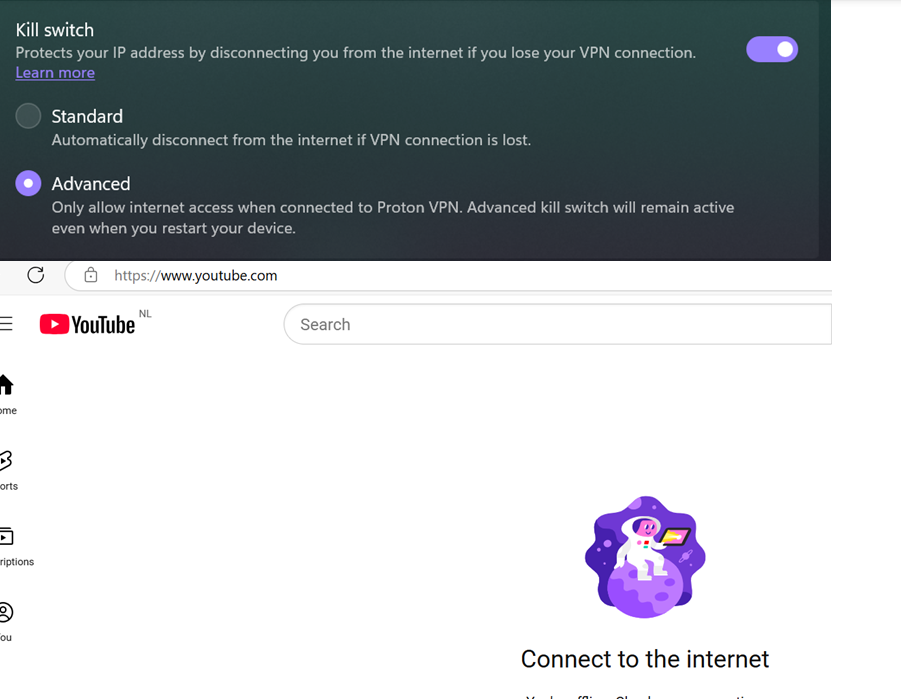 Kill switch
Protects your IP address by disconnecting you from the internet if you lose your VPN connection.
Learn more
Standard
Automatically disconnect from the internet if VPN connection is lost.
Advanced
Only allow internet access when connected to Proton VPN. Advanced kill switch will remain active
even when you restart your device.
https://www.youtube.com
YouTube NL
Search
ome
orts
riptions
ou
Connect to the internet